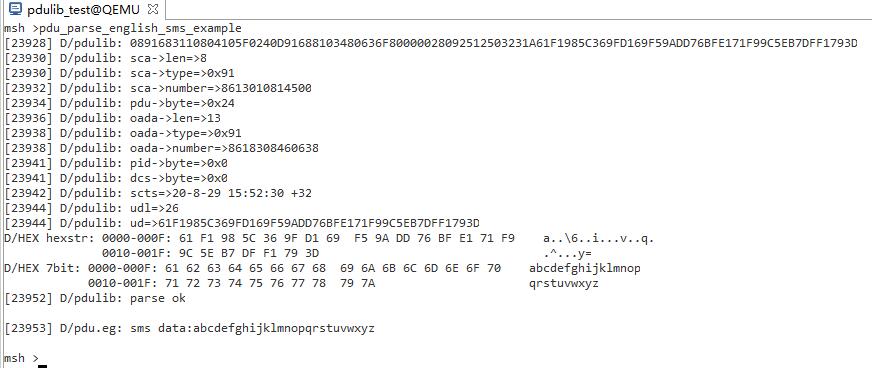 pdulib_test@QEMU
msh >pdu_parse_english_sms_example
[23928] D/pdulib: 0891683110804105F0240D91688103480636F80000028092512503231A61F1985C369FD169F59ADD76BFE171F99C5EB7DFF1793D
[23930] D/pdulib: sca->len=>8
[23930] D/pdulib: sca->type=>0x91
[23932] D/pdulib: sca->number=>8613010814500
[23934] D/pdulib: pdu->byte=>0x24
[23936] D/pdulib: oada->len=>13
[23938] D/pdulib: oada->type=>0x91
[23938] D/pdulib: oada->number=>8618308460638
[23941] D/pdulib: pid->byte=>0x0
[23941] D/pdulib: dcs->byte=>0x0
[23942] D/pdulib: scts=>20-8-29 15:52:30 +32
[23944] D/pdulib: udl=>26
[23944] D/pdulib: ud=>61F1985C369FD169F59ADD76BFE171F99C5EB7DFF1793D
D/HEX hexstr: 0000-000F: 61 F1 98 5C 36 9F D1 69  F5 9A DD 76 BF E1 71 F9    a..\6..i...v..q.
0010-001F: 9C 5E B7 DF F1 79 3D    .^...y=
D/HEX 7bit: 0000-000F: 61 62 63 64 65 66 67 68  69 6A 6B 6C 6D 6E 6F 70    abcdefghijklmnop
0010-001F: 71 72 73 74 75 76 77 78  79 7A    qrstuvwxyz
[23952] D/pdulib: parse ok
[23953] D/pdu.eg: sms data:abcdefghijklmnopqrstuvwxyz
msh >